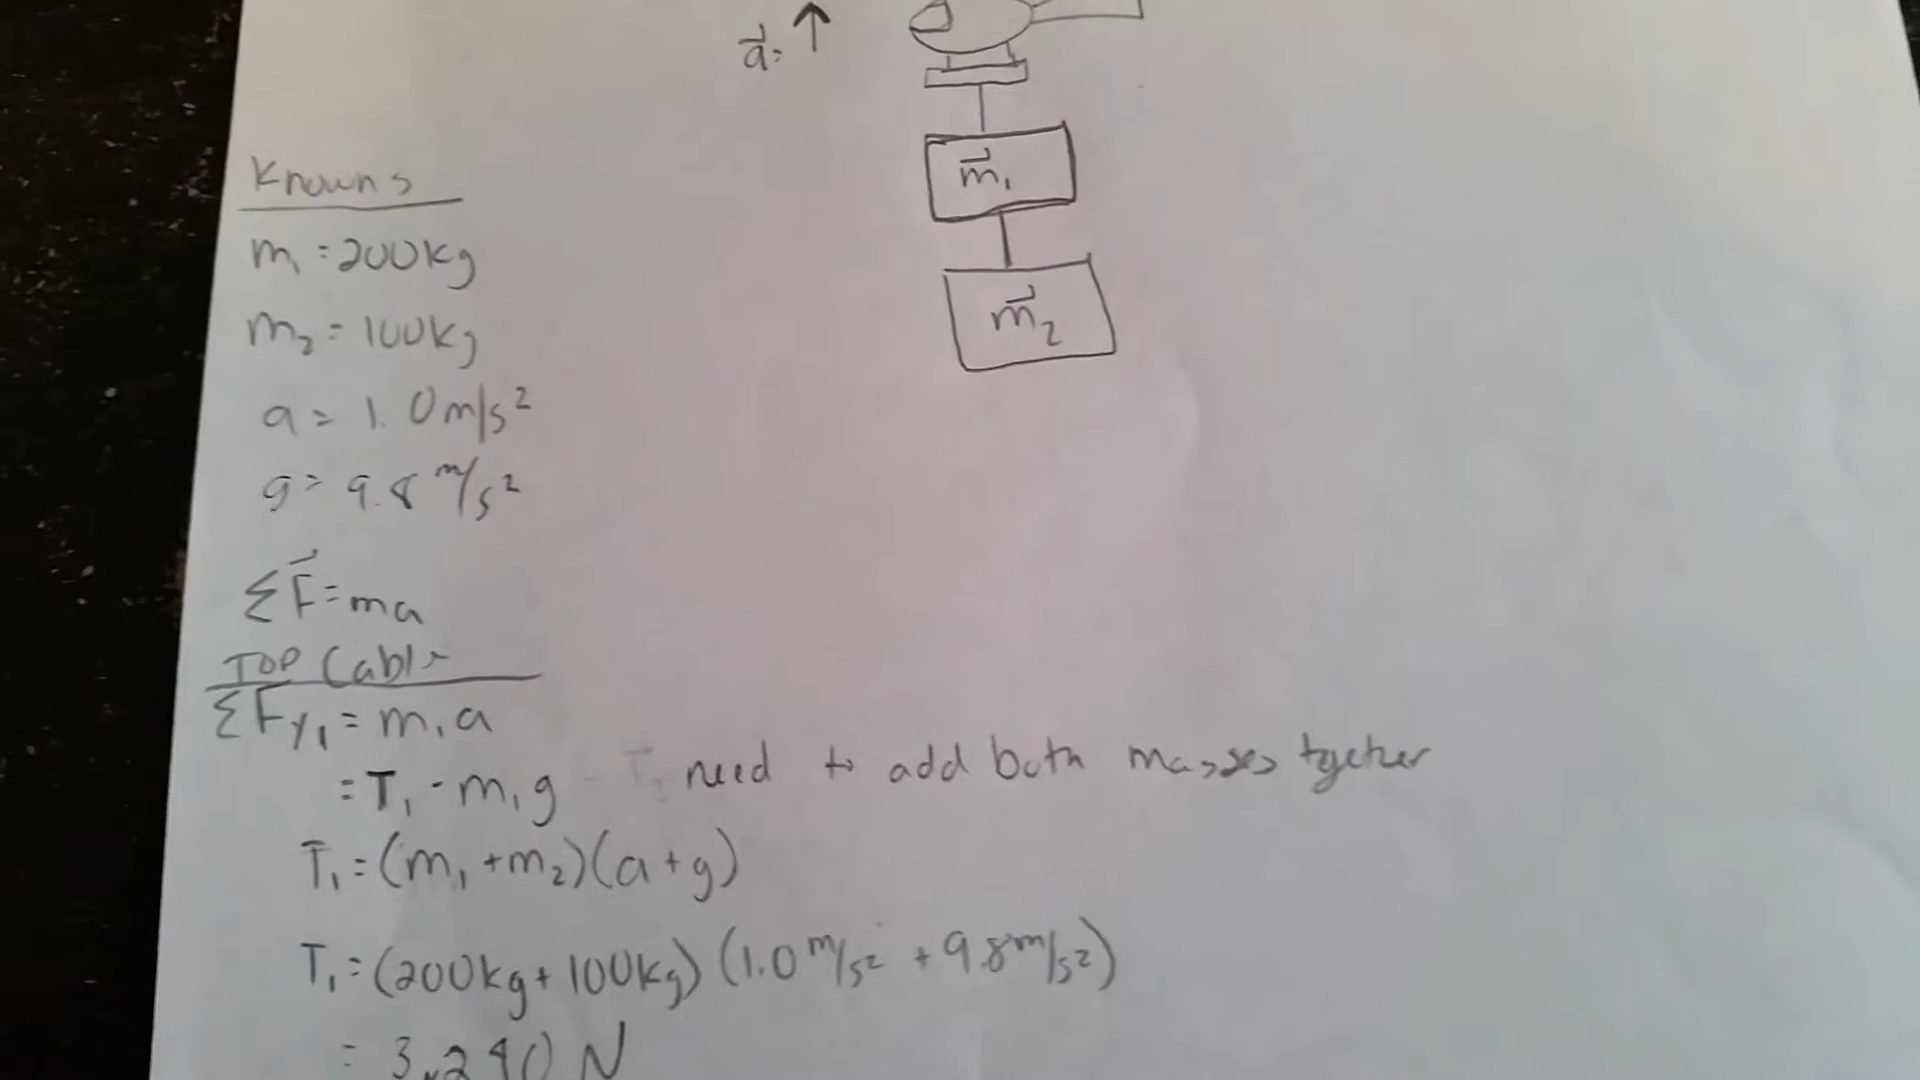 a⃗: ↑
m⃗₁
m⃗₂
Knowns
m₁ = 200kg
m₂ = 100kg
a = 1.0 m/s²
g = 9.8 m/s²
ΣF⃗ = ma
TOP Cable
ΣFy₁ = m₁a
= T₁ - m₁g need to add both masses together
T₁ = (m₁ + m₂)(a + g)
T₁ = (200kg + 100kg) (1.0 m/s² + 9.8 m/s²)
= 3,240 N